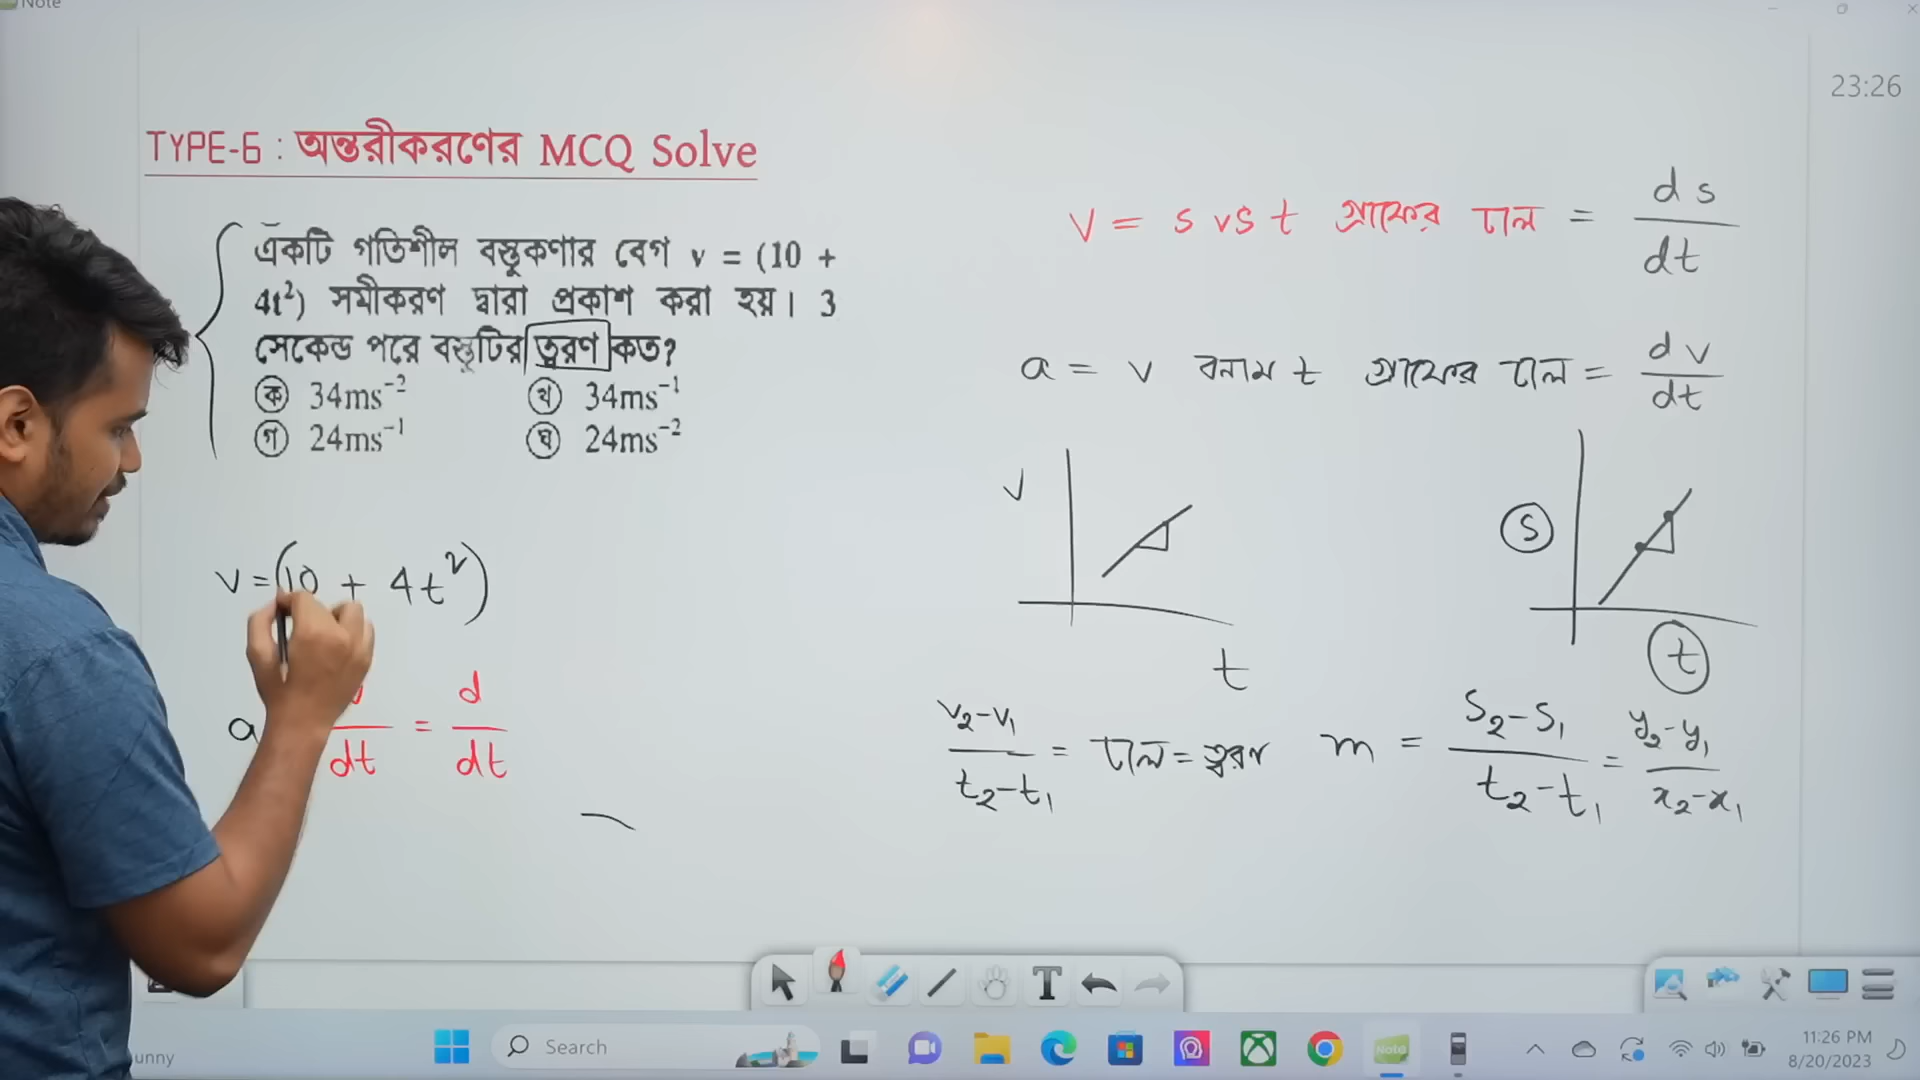 Note
23:26
TYPE-6 : অন্তরীকরণের MCQ Solve
একটি গতিশীল বস্তুকণার বেগ v = (10 +
4t²) সমীকরণ দ্বারা প্রকাশ করা হয়। 3
সেকেন্ড পরে বস্তুটির ত্বরণ কত?
ক 34ms⁻² খ 34ms⁻¹
গ 24ms⁻¹ ঘ 24ms⁻²
v = (10 + 4t²)
a
dt = d/dt
v = s vs t গ্রাফের ঢাল = ds/dt
a = v বনাম t গ্রাফের ঢাল = dv/dt
v
t
s
t
v₂-v₁/t₂-t₁ = ঢাল = ত্বরণ
m = s₂-s₁/t₂-t₁ = y₂-y₁/x₂-x₁
T
unny
Search
Note
11:26 PM
8/20/2023